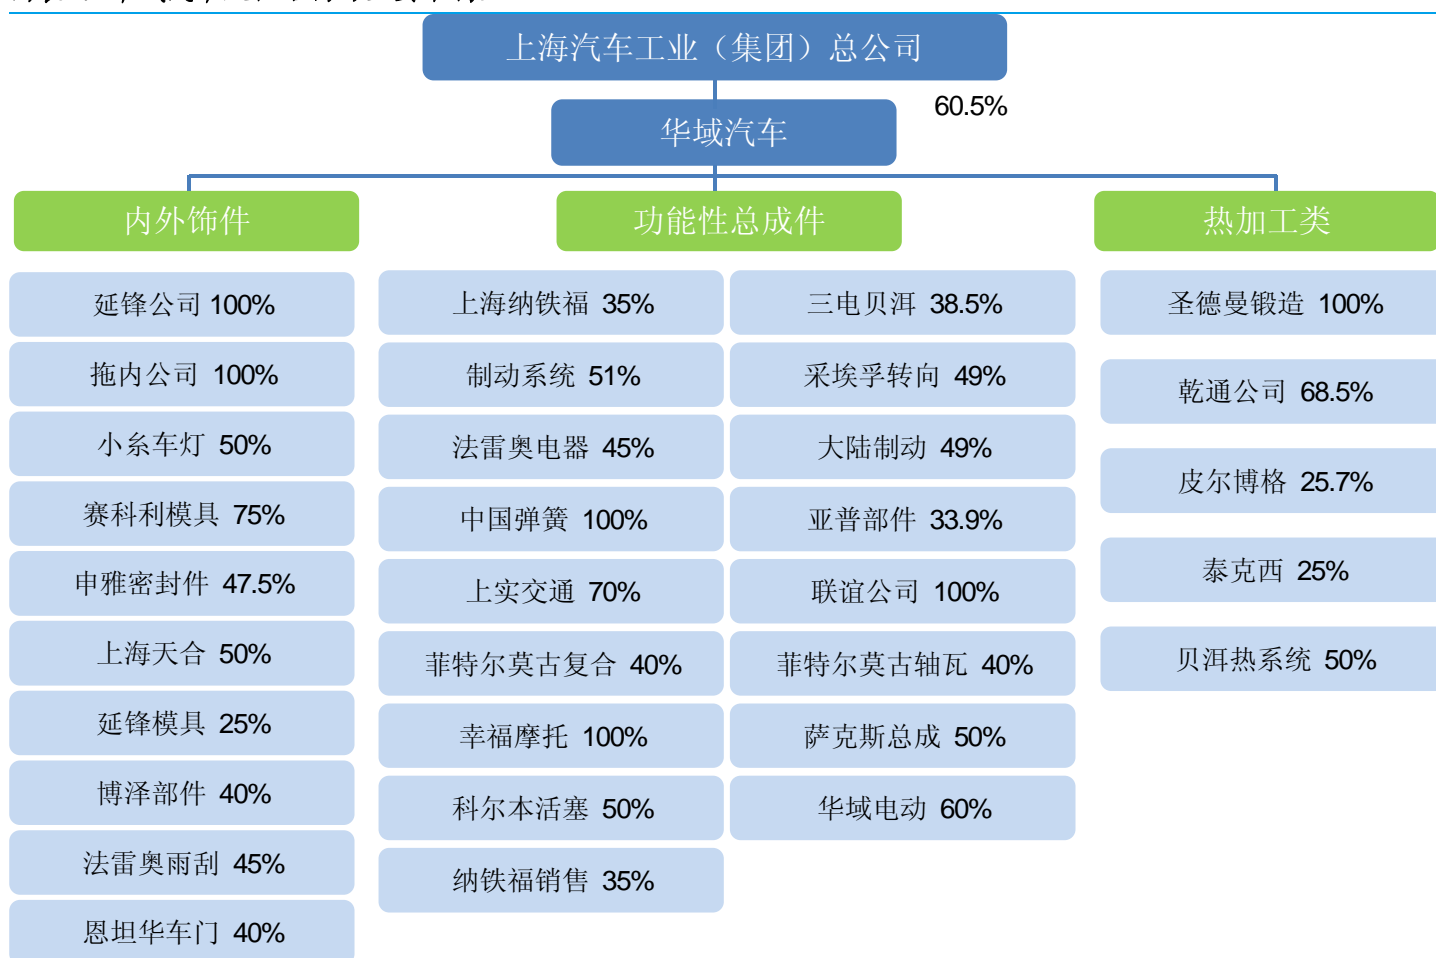 上海汽车工业（集团）总公司
60.5%
华域汽车
内外饰件
功能性总成件
热加工类
延锋公司 100%
拖内公司 100%
小糸车灯 50%
赛科利模具 75%
申雅密封件 47.5%
上海天合 50%
延锋模具 25%
博泽部件 40%
法雷奥雨刮 45%
恩坦华车门 40%
上海纳铁福 35%
制动系统 51%
法雷奥电器 45%
中国弹簧 100%
上实交通 70%
菲特尔莫古复合 40%
幸福摩托 100%
科尔本活塞 50%
纳铁福销售 35%
三电贝洱 38.5%
采埃孚转向 49%
大陆制动 49%
亚普部件 33.9%
联谊公司 100%
菲特尔莫古轴瓦 40%
萨克斯总成 50%
华域电动 60%
圣德曼锻造 100%
乾通公司 68.5%
皮尔博格 25.7%
泰克西 25%
贝洱热系统 50%